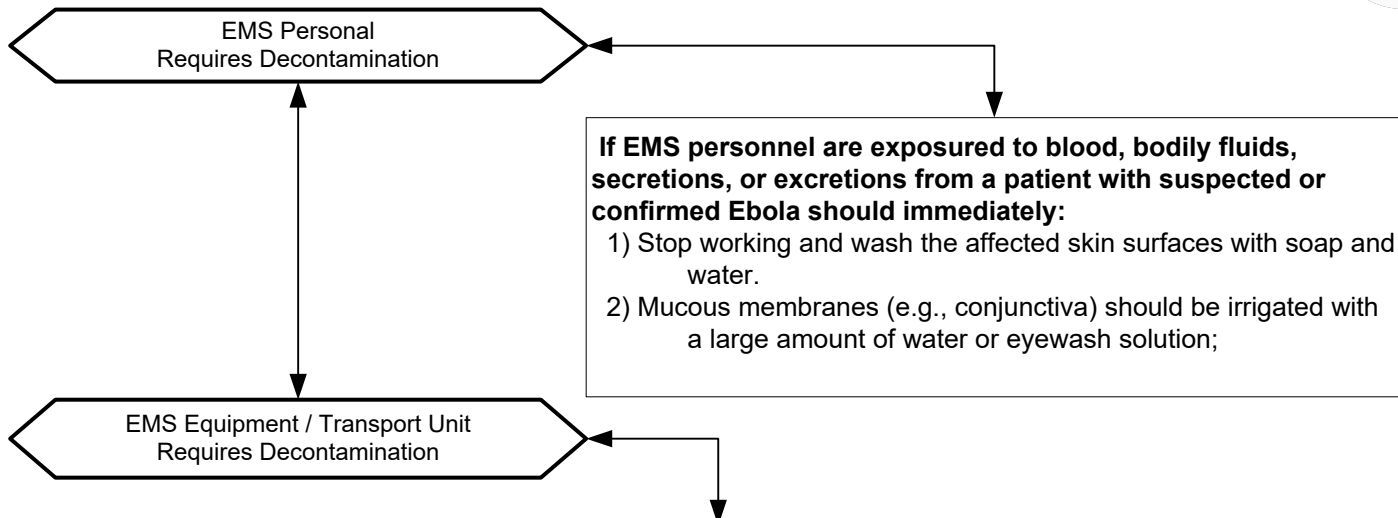 EMS Personal
Requires Decontamination
If EMS personnel are exposured to blood, bodily fluids,
secretions, or excretions from a patient with suspected or
confirmed Ebola should immediately:
1) Stop working and wash the affected skin surfaces with soap and
water.
2) Mucous membranes (e.g., conjunctiva) should be irrigated with
a large amount of water or eyewash solution;
EMS Equipment / Transport Unit
Requires Decontamination